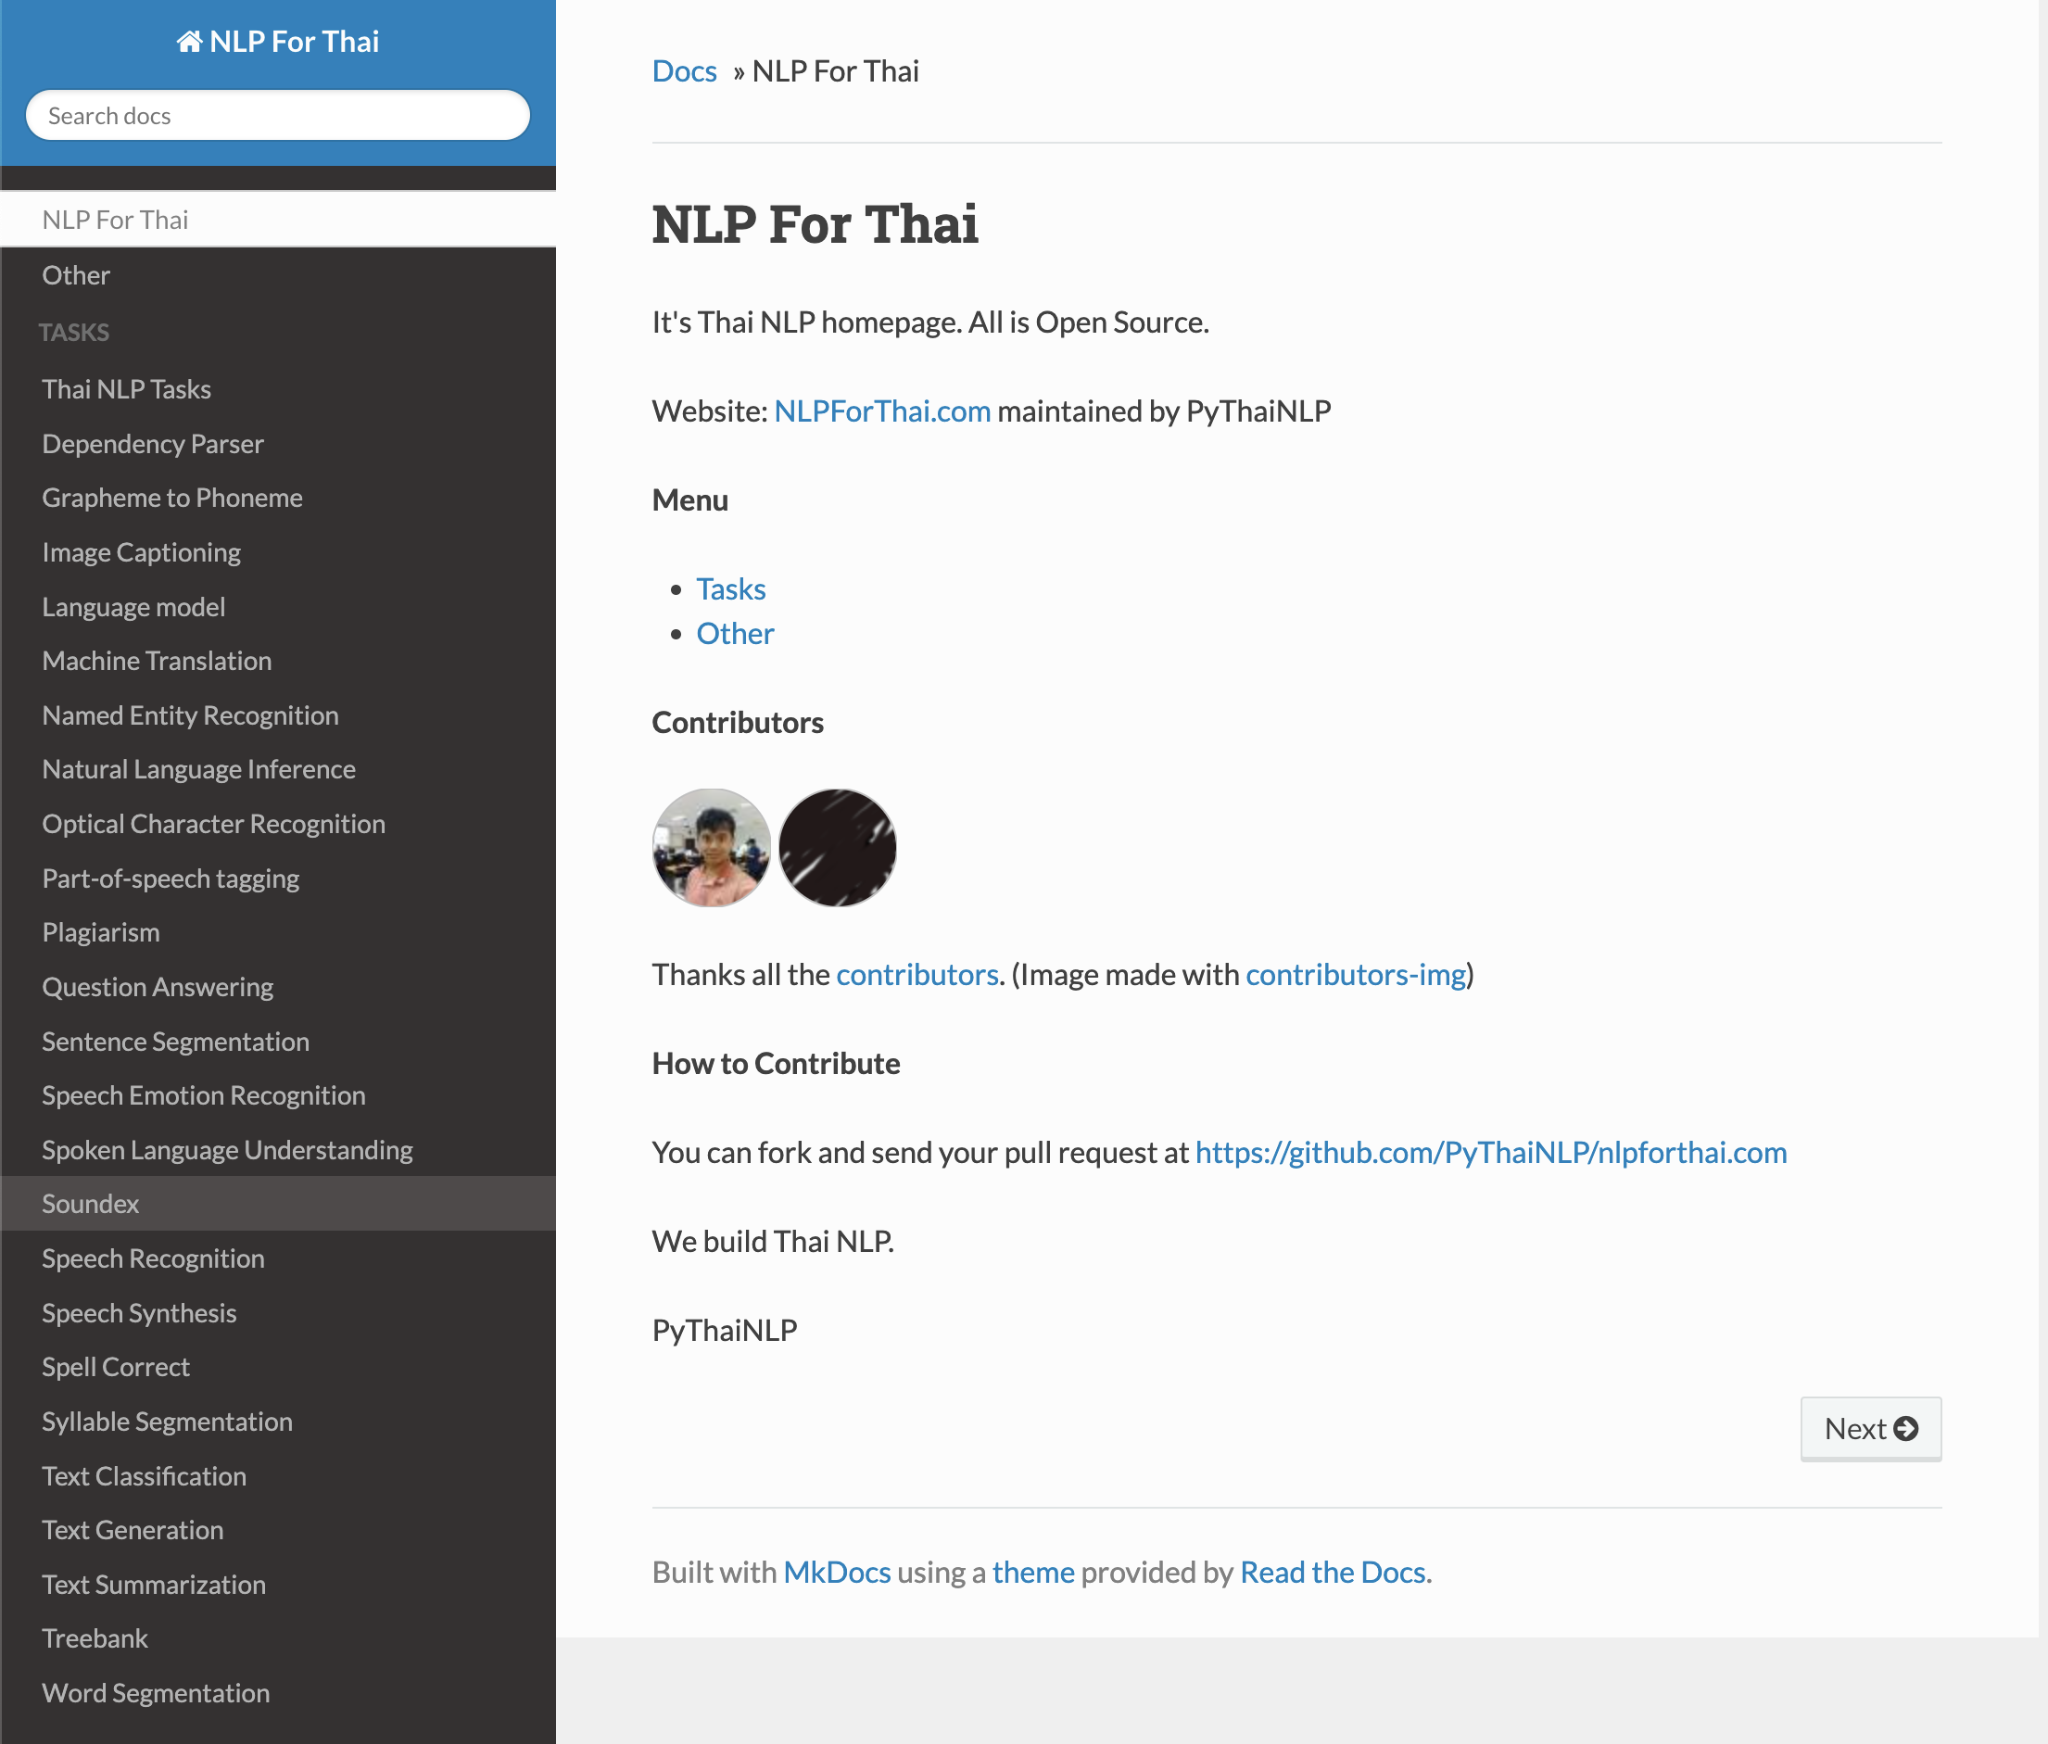 NLP For Thai
Search docs
NLP For Thai
Other
TASKS
Thai NLP Tasks
Dependency Parser
Grapheme to Phoneme
Image Captioning
Language model
Machine Translation
Named Entity Recognition
Natural Language Inference
Optical Character Recognition
Part-of-speech tagging
Plagiarism
Question Answering
Sentence Segmentation
Speech Emotion Recognition
Spoken Language Understanding
Soundex
Speech Recognition
Speech Synthesis
Spell Correct
Syllable Segmentation
Text Classification
Text Generation
Text Summarization
Treebank
Word Segmentation
Docs » NLP For Thai
NLP For Thai
It's Thai NLP homepage. All is Open Source.
Website: NLPForThai.com maintained by PyThaiNLP
Menu
• Tasks
• Other
Contributors
Thanks all the contributors. (Image made with contributors-img)
How to Contribute
You can fork and send your pull request at https://github.com/PyThaiNLP/nlpforthai.com
We build Thai NLP.
PyThaiNLP
Next
Built with MkDocs using a theme provided by Read the Docs.